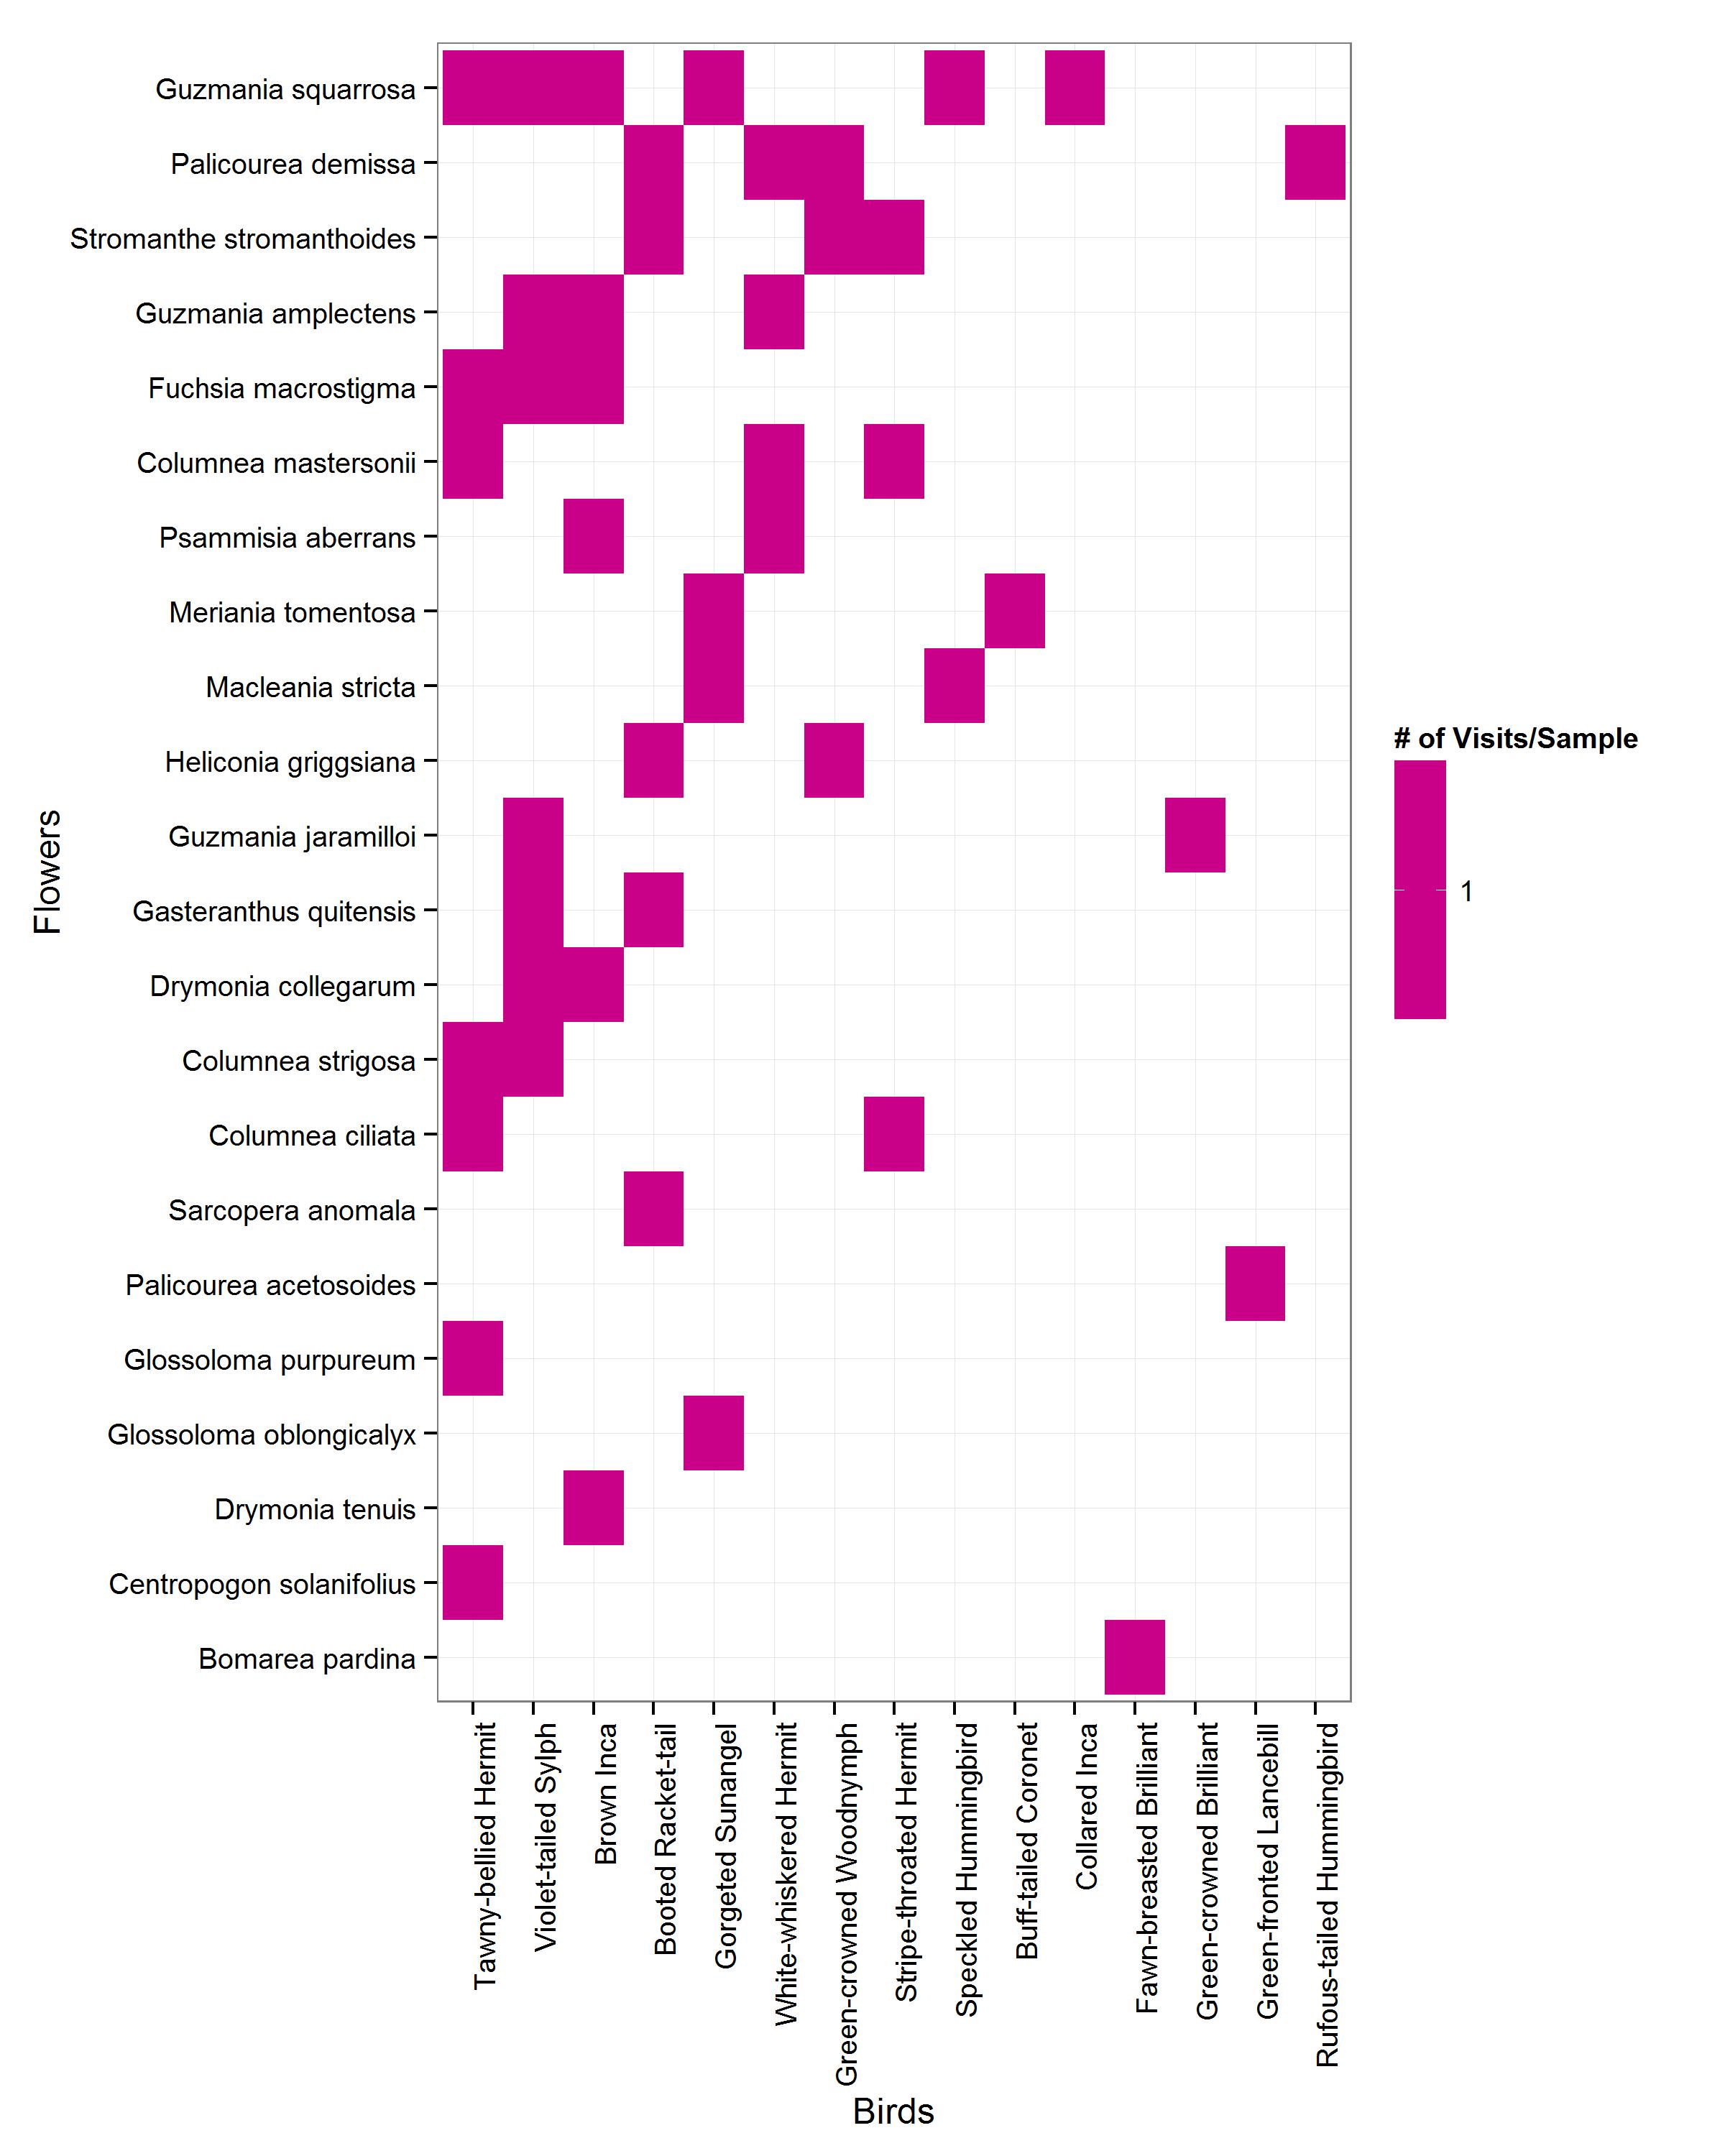 Guzmania squarrosa
Palicourea demissa
Stromanthe stromanthoides
Guzmania amplectens
Fuchsia macrostigma
Columnea mastersonii
Psammisia aberrans
Meriania tomentosa
Macleania stricta
Heliconia griggsiana
Guzmania jaramilloi
Gasteranthus quitensis
Drymonia collegarum
Columnea strigosa
Columnea ciliata
Sarcopera anomala
Palicourea acetosoides
Glossoloma purpureum
Glossoloma oblongicalyx
Drymonia tenuis
Centropogon solanifolius
Bomarea pardina
Flowers
Tawny-bellied Hermit
Violet-tailed Sylph
Brown Inca
Booted Racket-tail
Gorgeted Sunangel
White-whiskered Hermit
Green-crowned Woodnymph
Stripe-throated Hermit
Speckled Hummingbird
Buff-tailed Coronet
Collared Inca
Fawn-breasted Brilliant
Green-crowned Brilliant
Green-fronted Lancebill
Rufous-tailed Hummingbird
Birds
# of Visits/Sample
1